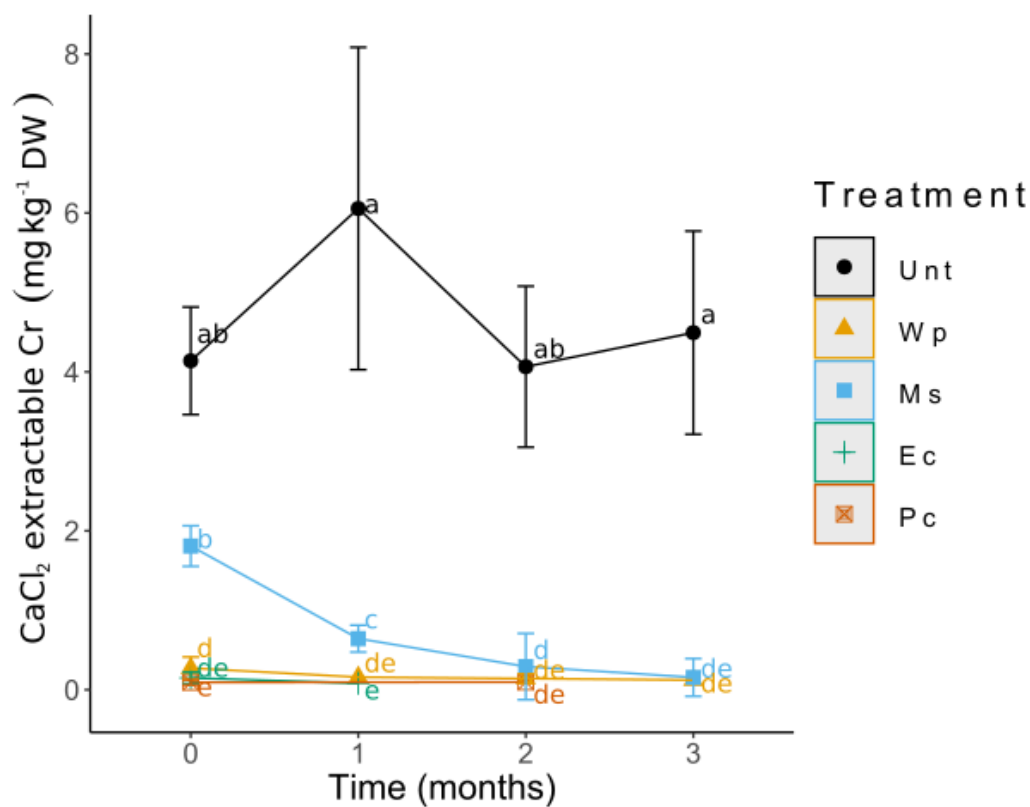 CaCl₂ extractable Cr (mg kg⁻¹ DW)
8
6
4
2
0
a
ab
ab
a
b
c
d
d
de
de
de
de
de
e
e
de
de
0 1 2 3
Time (months)
Treatment
Unt
Wp
Ms
Ec
Pc